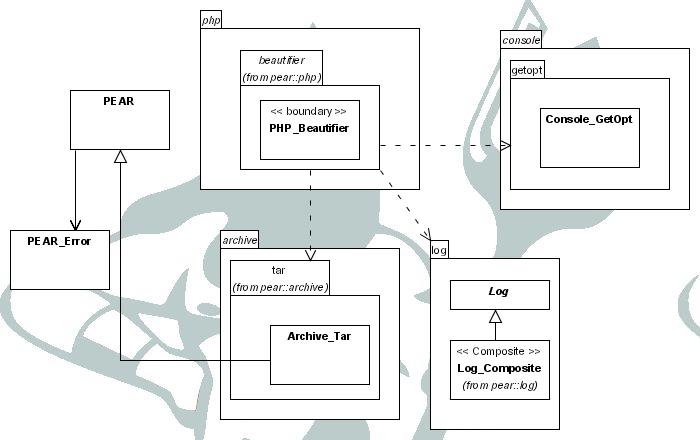 php
console
beautifier
(from pear::php)
getopt
PEAR
<< boundary >>
PHP_Beautifier
Console_GetOpt
PEAR_Error
archive
log
tar
(from pear::archive)
Log
Archive_Tar
<< Composite >>
Log_Composite
(from pear::log)